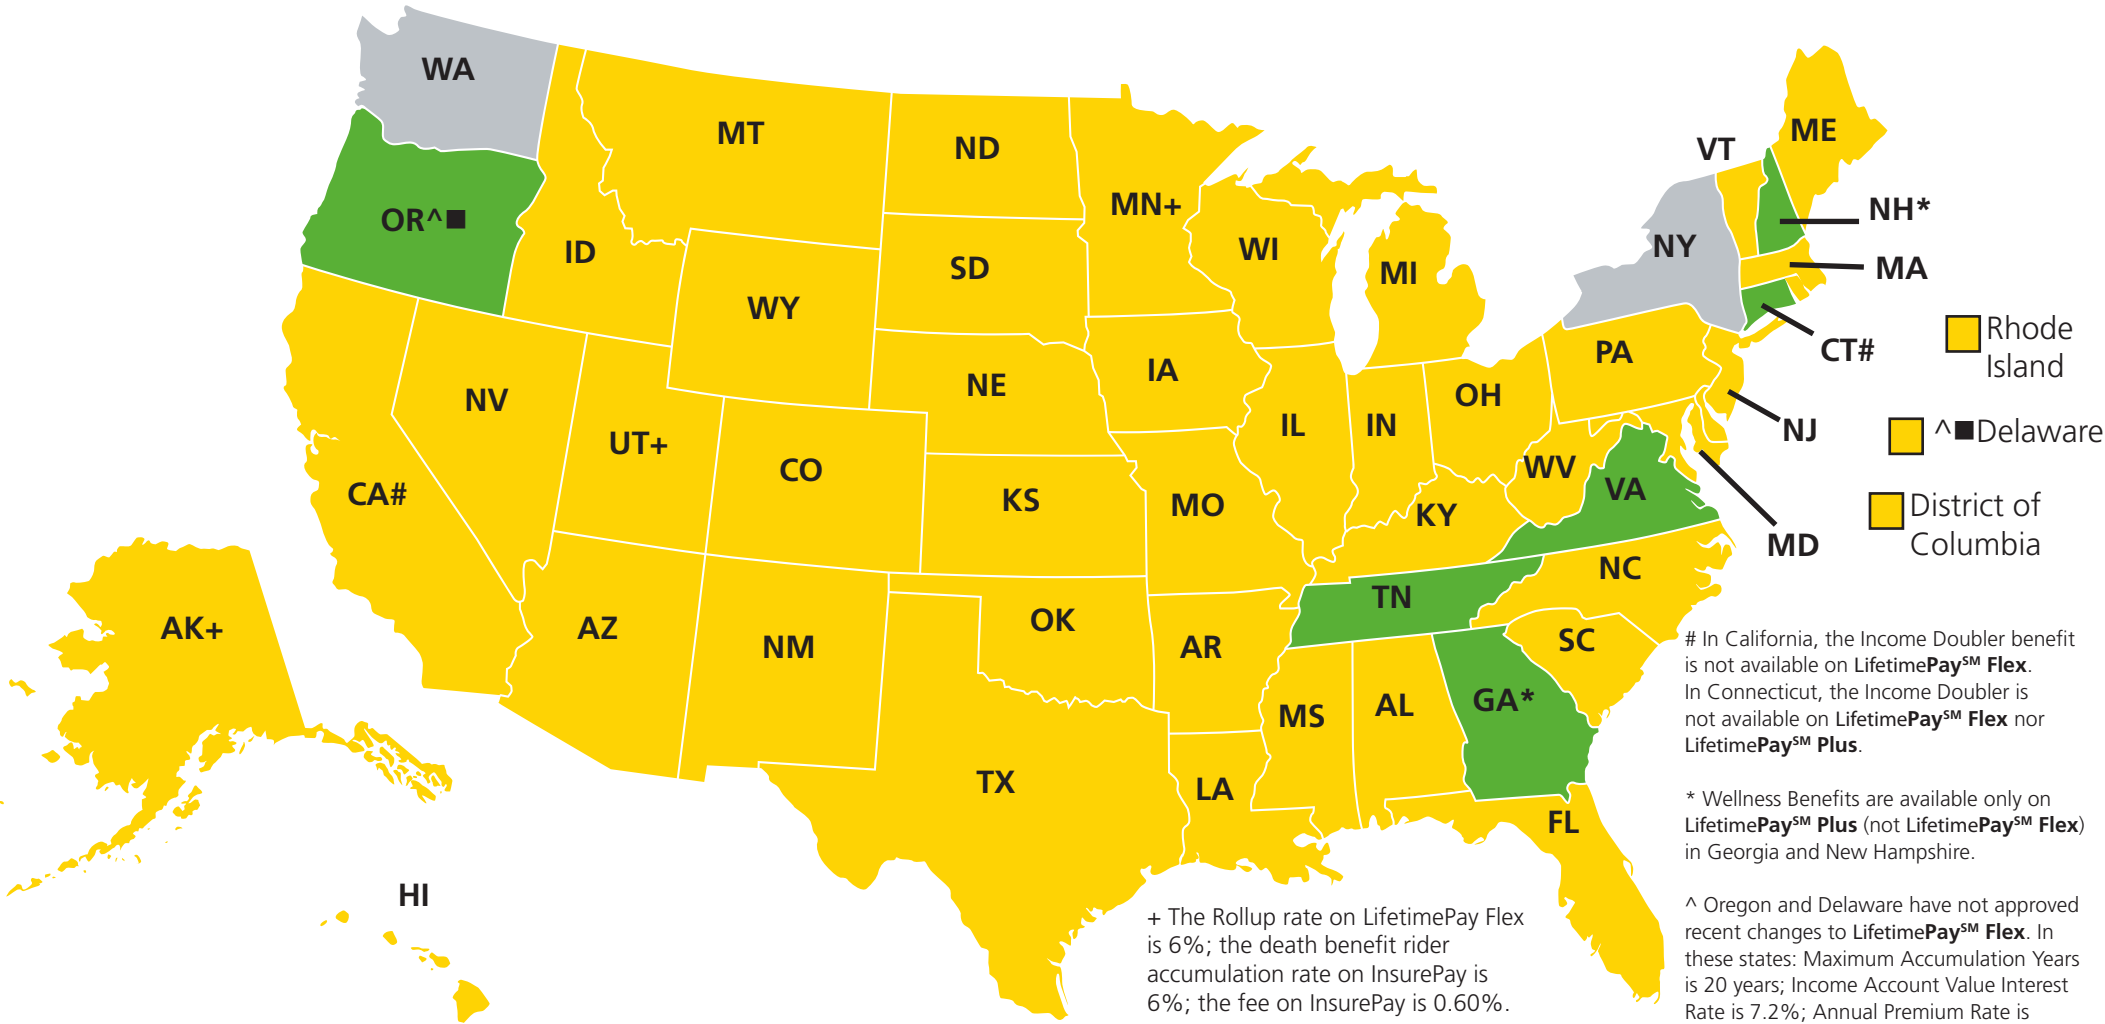 WA
MT
ND
ME
VT
MN+
NH*
OR^■
WI
NY
ID
SD
MI
MA
WY
Rhode
Island
CT#
PA
IA
NE
OH
NV
IL
IN
NJ
^■Delaware
UT+
CO
WV
VA
CA#
KS
MO
KY
District of
Columbia
MD
NC
TN
AK+
AZ
OK
NM
AR
SC
# In California, the Income Doubler benefit
is not available on LifetimePay℠ Flex.
In Connecticut, the Income Doubler is
not available on LifetimePay℠ Flex nor
LifetimePay℠ Plus.
MS
AL
GA*
TX
LA
FL
* Wellness Benefits are available only on
LifetimePay℠ Plus (not LifetimePay℠ Flex)
in Georgia and New Hampshire.
HI
+ The Rollup rate on LifetimePay Flex
is 6%; the death benefit rider
accumulation rate on InsurePay is
6%; the fee on InsurePay is 0.60%.
^ Oregon and Delaware have not approved
recent changes to LifetimePay℠ Flex. In
these states: Maximum Accumulation Years
is 20 years; Income Account Value Interest
Rate is 7.2%; Annual Premium Rate is